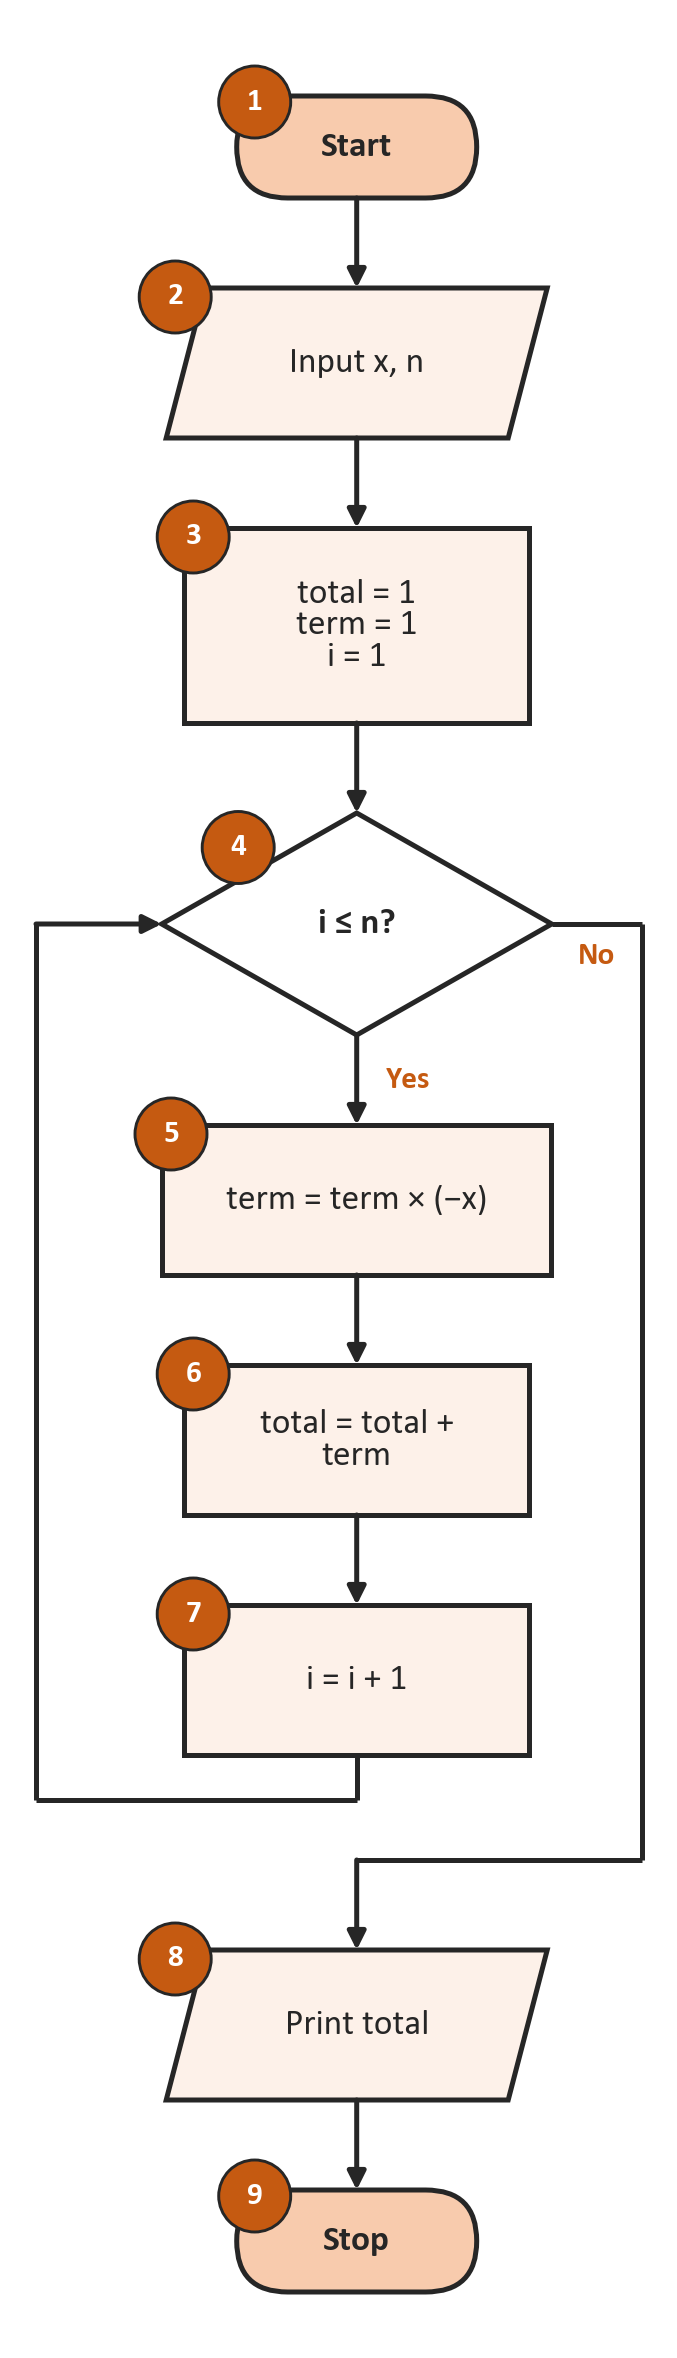 1
Start
2
Input x, n
3
total = 1
term = 1
i = 1
4
i ≤ n?
No
Yes
5
term = term × (−x)
6
total = total +
term
7
i = i + 1
8
Print total
9
Stop